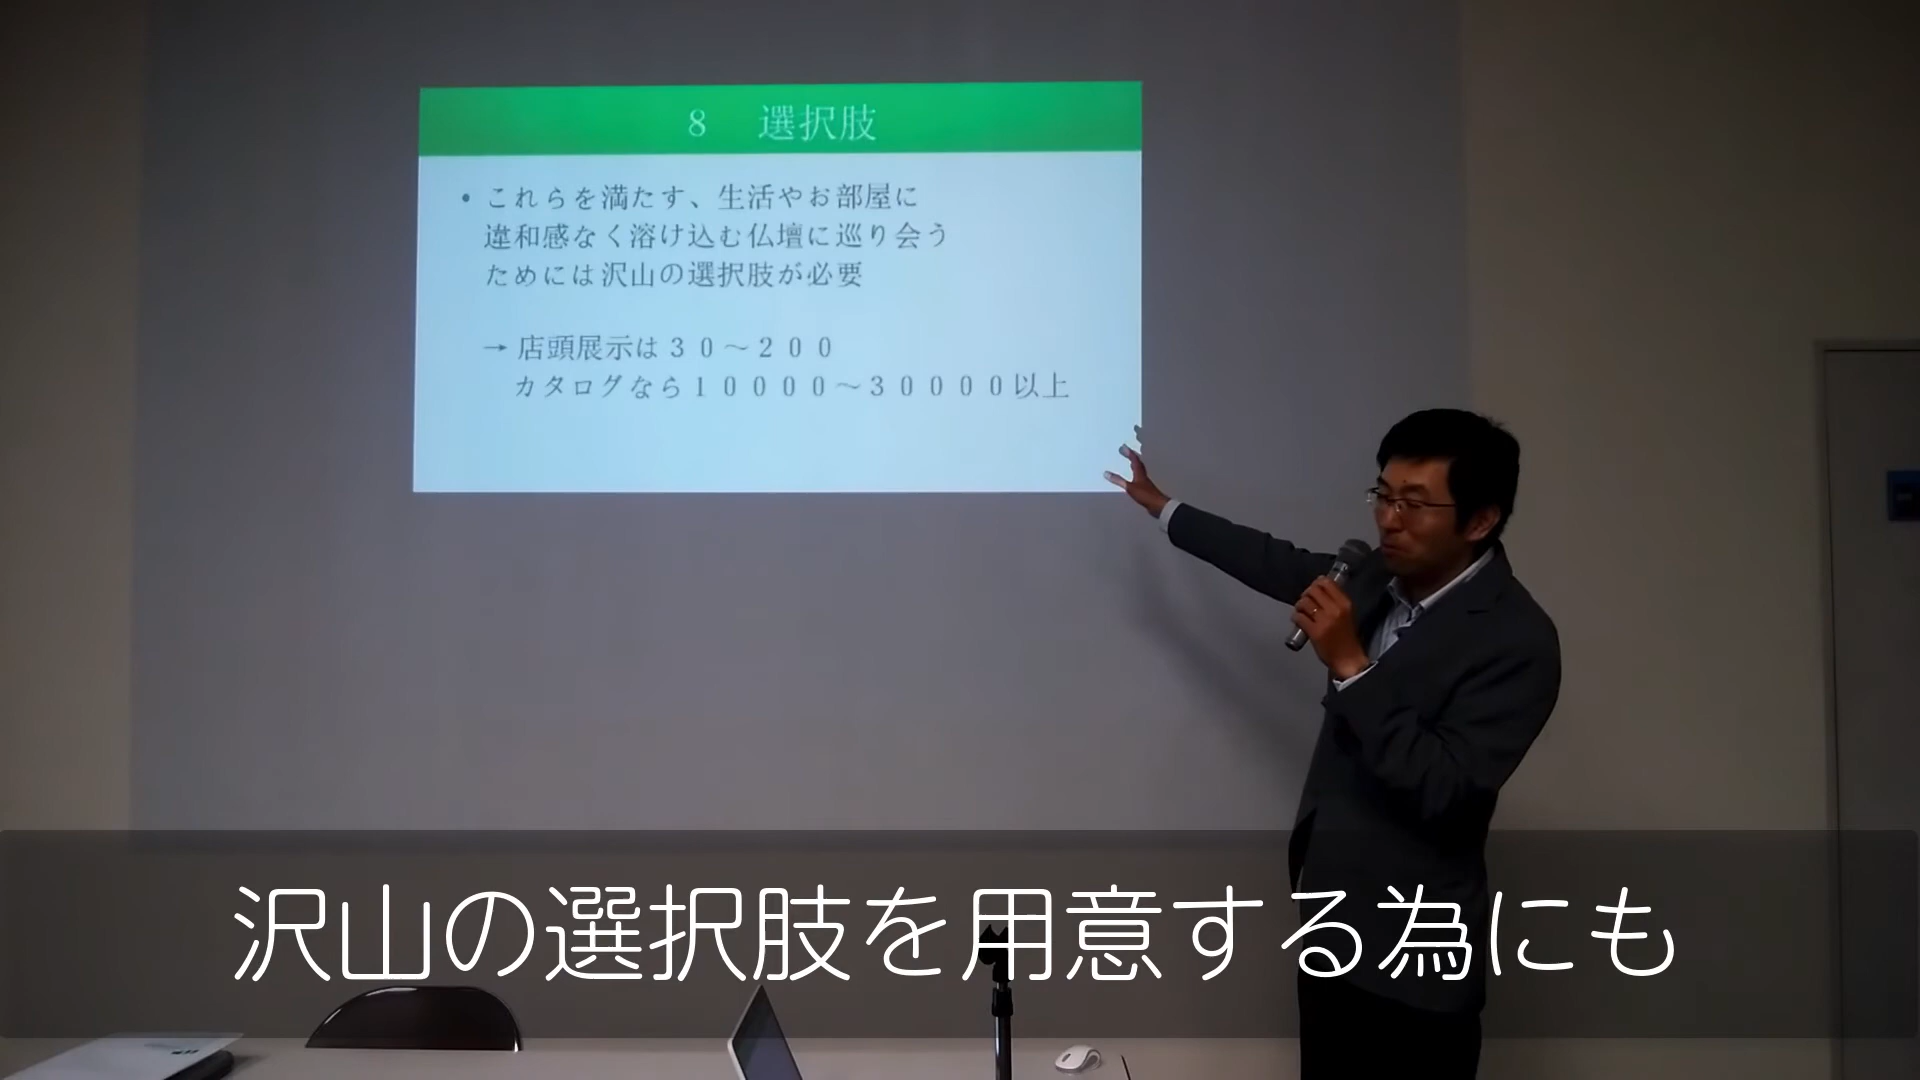 ８　選択肢
• これらを満たす、生活やお部屋に
違和感なく溶け込む仏壇に巡り会う
ためには沢山の選択肢が必要
→ 店頭展示は３０～２００
カタログなら１００００～３００００以上
沢山の選択肢を用意する為にも